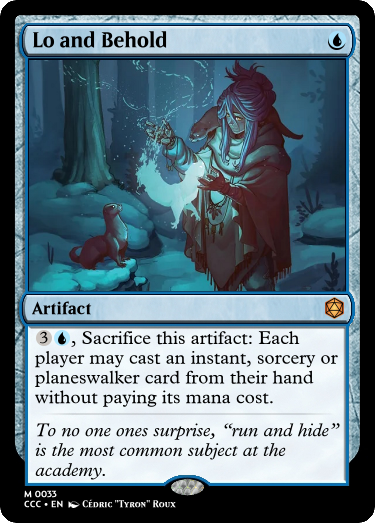 Lo and Behold
Artifact
3, Sacrifice this artifact: Each
player may cast an instant, sorcery or
planeswalker card from their hand
without paying its mana cost.
To no one ones surprise, “run and hide”
is the most common subject at the
academy.
M 0033
CCC • EN Cédric "Tyron" Roux